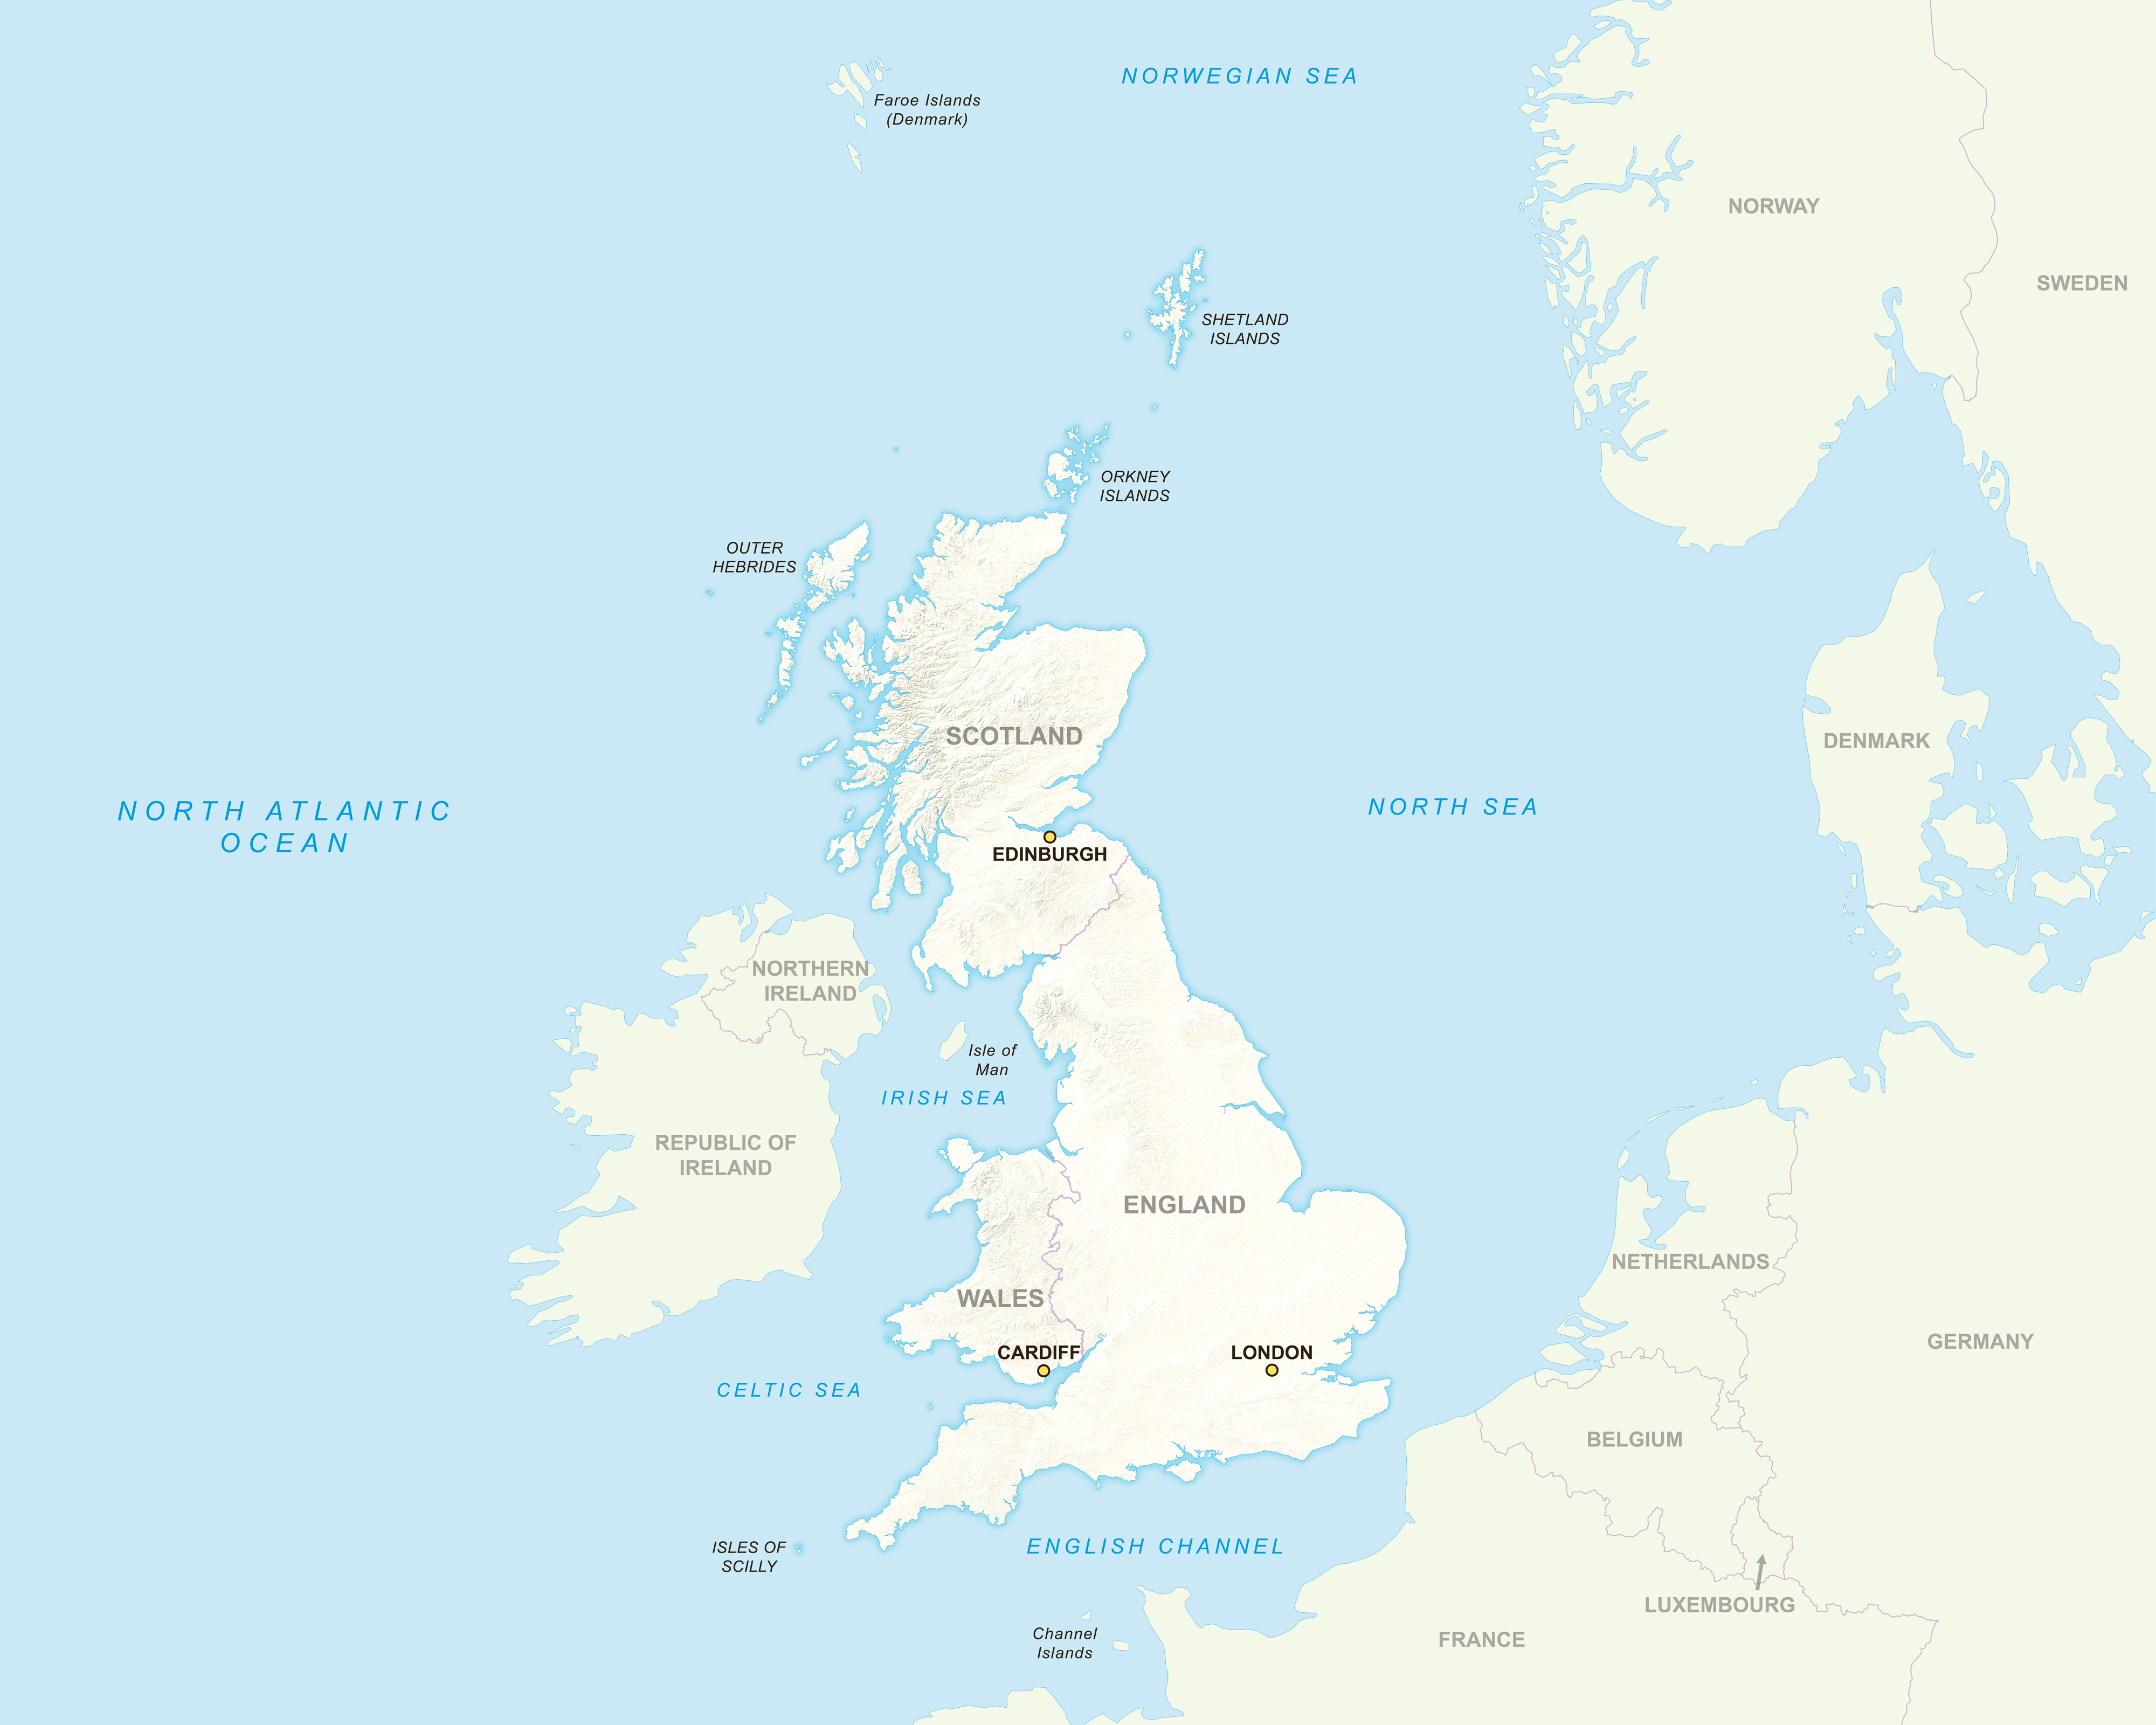 NORWEGIAN SEA
Faroe Islands
(Denmark)
NORWAY
SWEDEN
SHETLAND
ISLANDS
ORKNEY
ISLANDS
OUTER
HEBRIDES
SCOTLAND
DENMARK
NORTH ATLANTIC
OCEAN
NORTH SEA
EDINBURGH
NORTHERN
IRELAND
Isle of
Man
IRISH SEA
REPUBLIC OF
IRELAND
ENGLAND
NETHERLANDS
WALES
GERMANY
CARDIFF
LONDON
CELTIC SEA
BELGIUM
ISLES OF
SCILLY
ENGLISH CHANNEL
LUXEMBOURG
Channel
Islands
FRANCE